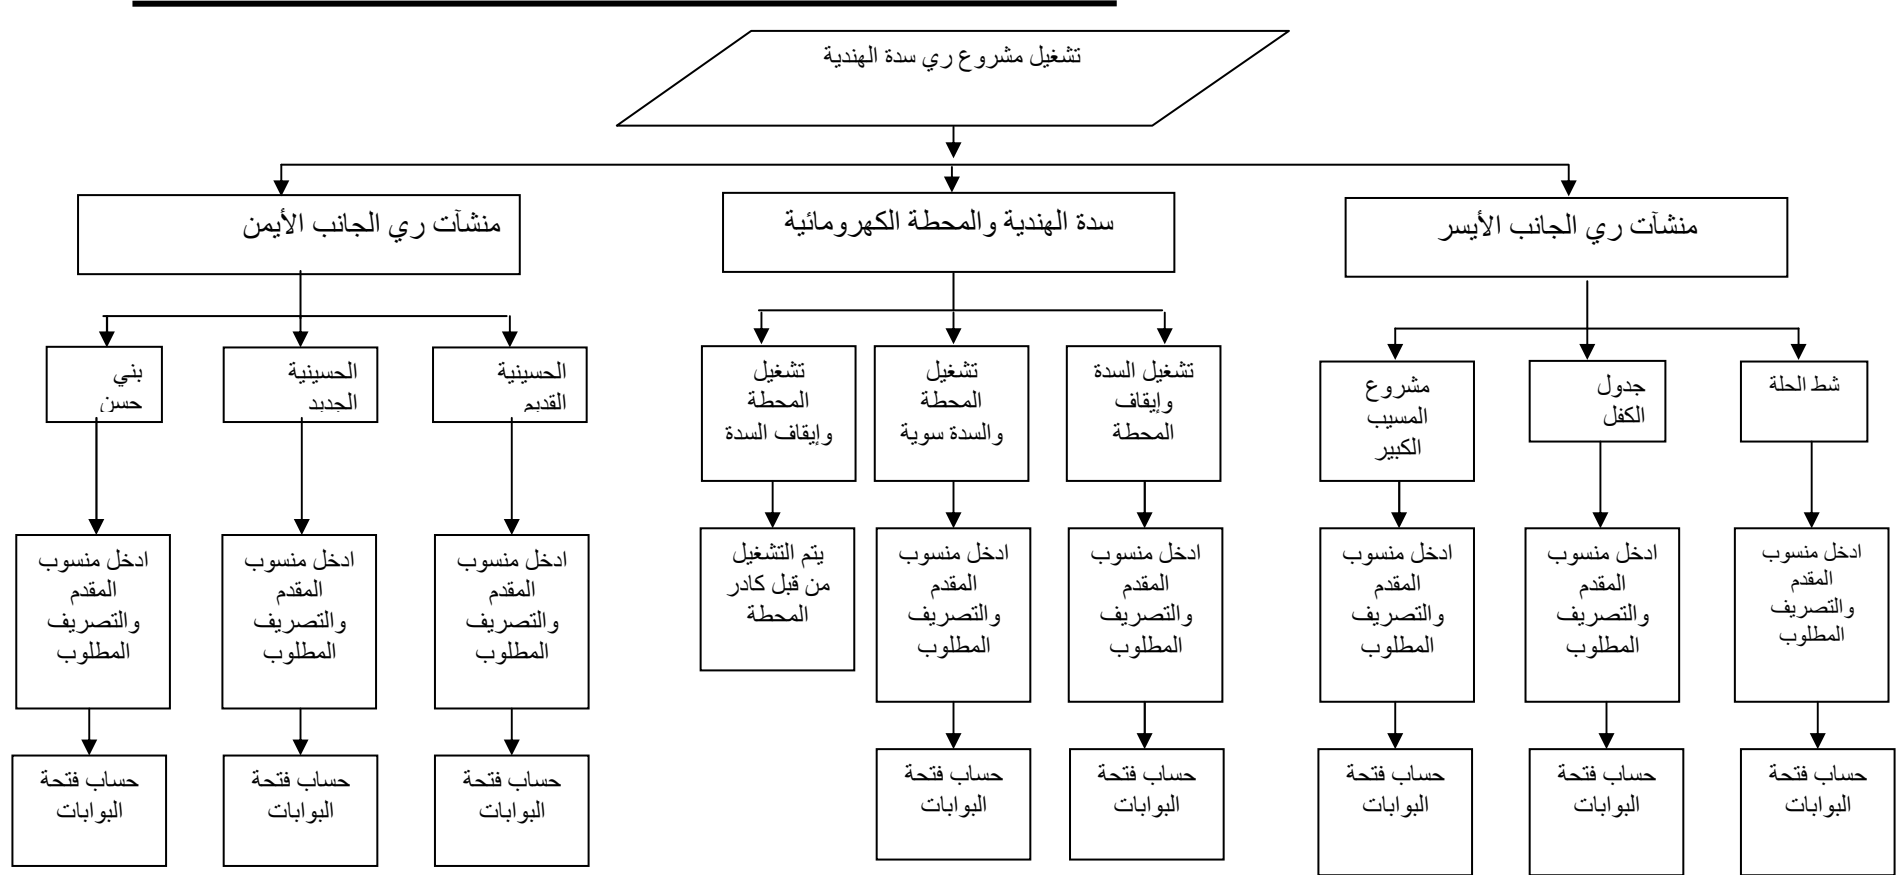 تشغيل مشروع ري سدة الهندية
منشآت ري الجانب الأيسر
سدة الهندية والمحطة الكهرومائية
منشآت ري الجانب الأيمن
شط الحلة
جدول
الكفل
مشروع
المسيب
الكبير
تشغيل السدة
وإيقاف
المحطة
تشغيل
المحطة
والسدة سوية
تشغيل
المحطة
وإيقاف السدة
الحسينية
القديم
الحسينية
الجديد
بني
حسن
ادخل منسوب
المقدم
والتصريف
المطلوب
ادخل منسوب
المقدم
والتصريف
المطلوب
ادخل منسوب
المقدم
والتصريف
المطلوب
ادخل منسوب
المقدم
والتصريف
المطلوب
ادخل منسوب
المقدم
والتصريف
المطلوب
يتم التشغيل
من قبل كادر
المحطة
ادخل منسوب
المقدم
والتصريف
المطلوب
ادخل منسوب
المقدم
والتصريف
المطلوب
ادخل منسوب
المقدم
والتصريف
المطلوب
حساب فتحة
البوابات
حساب فتحة
البوابات
حساب فتحة
البوابات
حساب فتحة
البوابات
حساب فتحة
البوابات
حساب فتحة
البوابات
حساب فتحة
البوابات
حساب فتحة
البوابات